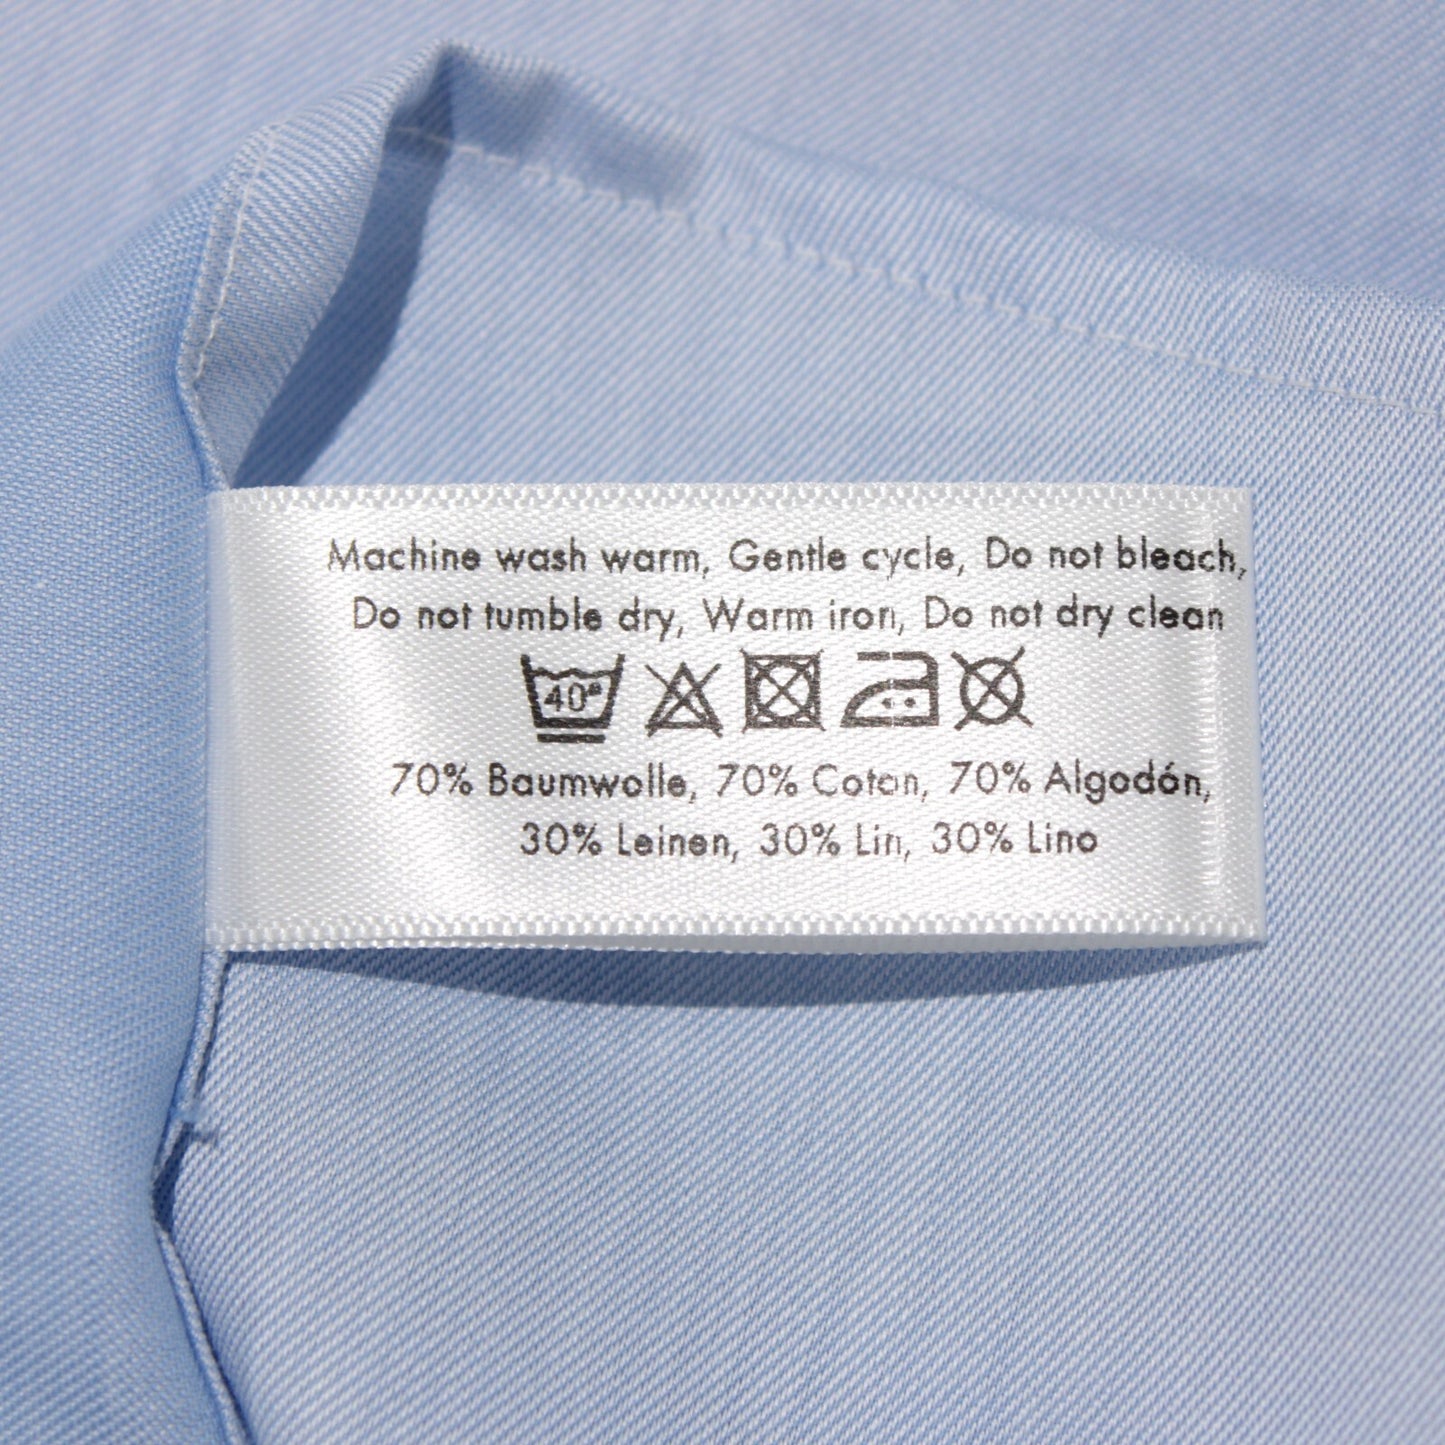 Machine wash warm, Gentle cycle, Do not bleach,
Do not tumble dry, Warm iron, Do not dry clean
40°
70% Baumwolle, 70% Coton, 70% Algodón,
30% Leinen, 30% Lin, 30% Lino